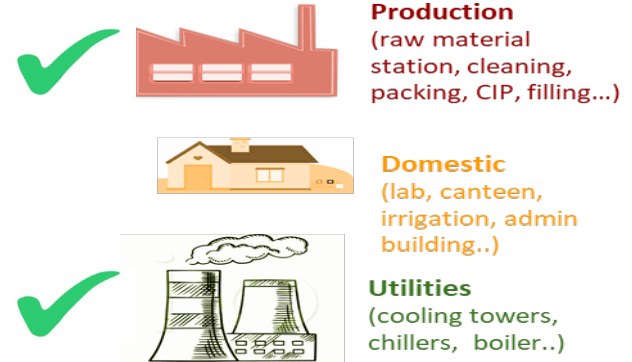 Production
(raw material
station, cleaning,
packing, CIP, filling...)
Domestic
(lab, canteen,
irrigation, admin
building..)
Utilities
(cooling towers,
chillers, boiler..)